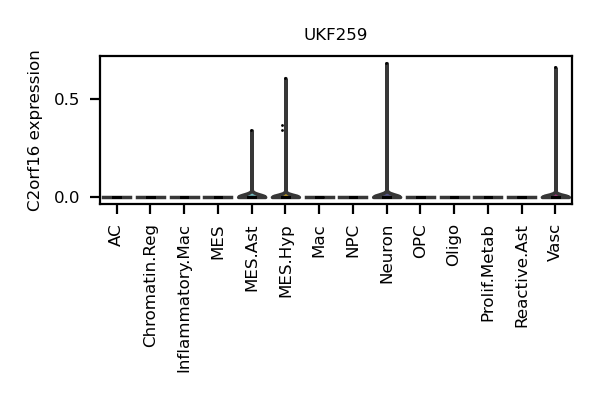 UKF259
C2orf16 expression
0.5
0.0
AC
Chromatin.Reg
Inflammatory.Mac
MES
MES.Ast
MES.Hyp
Mac
NPC
Neuron
OPC
Oligo
Prolif.Metab
Reactive.Ast
Vasc